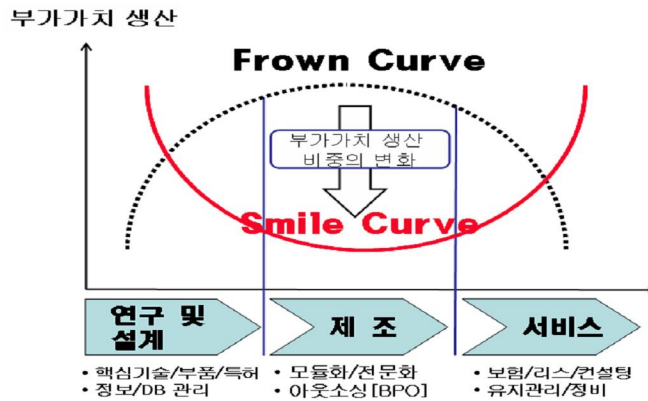 부가가치 생산
Frown Curve
부가가치 생산
비중의 변화
Smile Curve
연구 및
설계
제 조
서비스
• 핵심기술/부품/특허
• 정보/DB 관리
• 모듈화/전문화
• 아웃소싱[BPO]
• 보험/리스/컨설팅
• 유지관리/정비